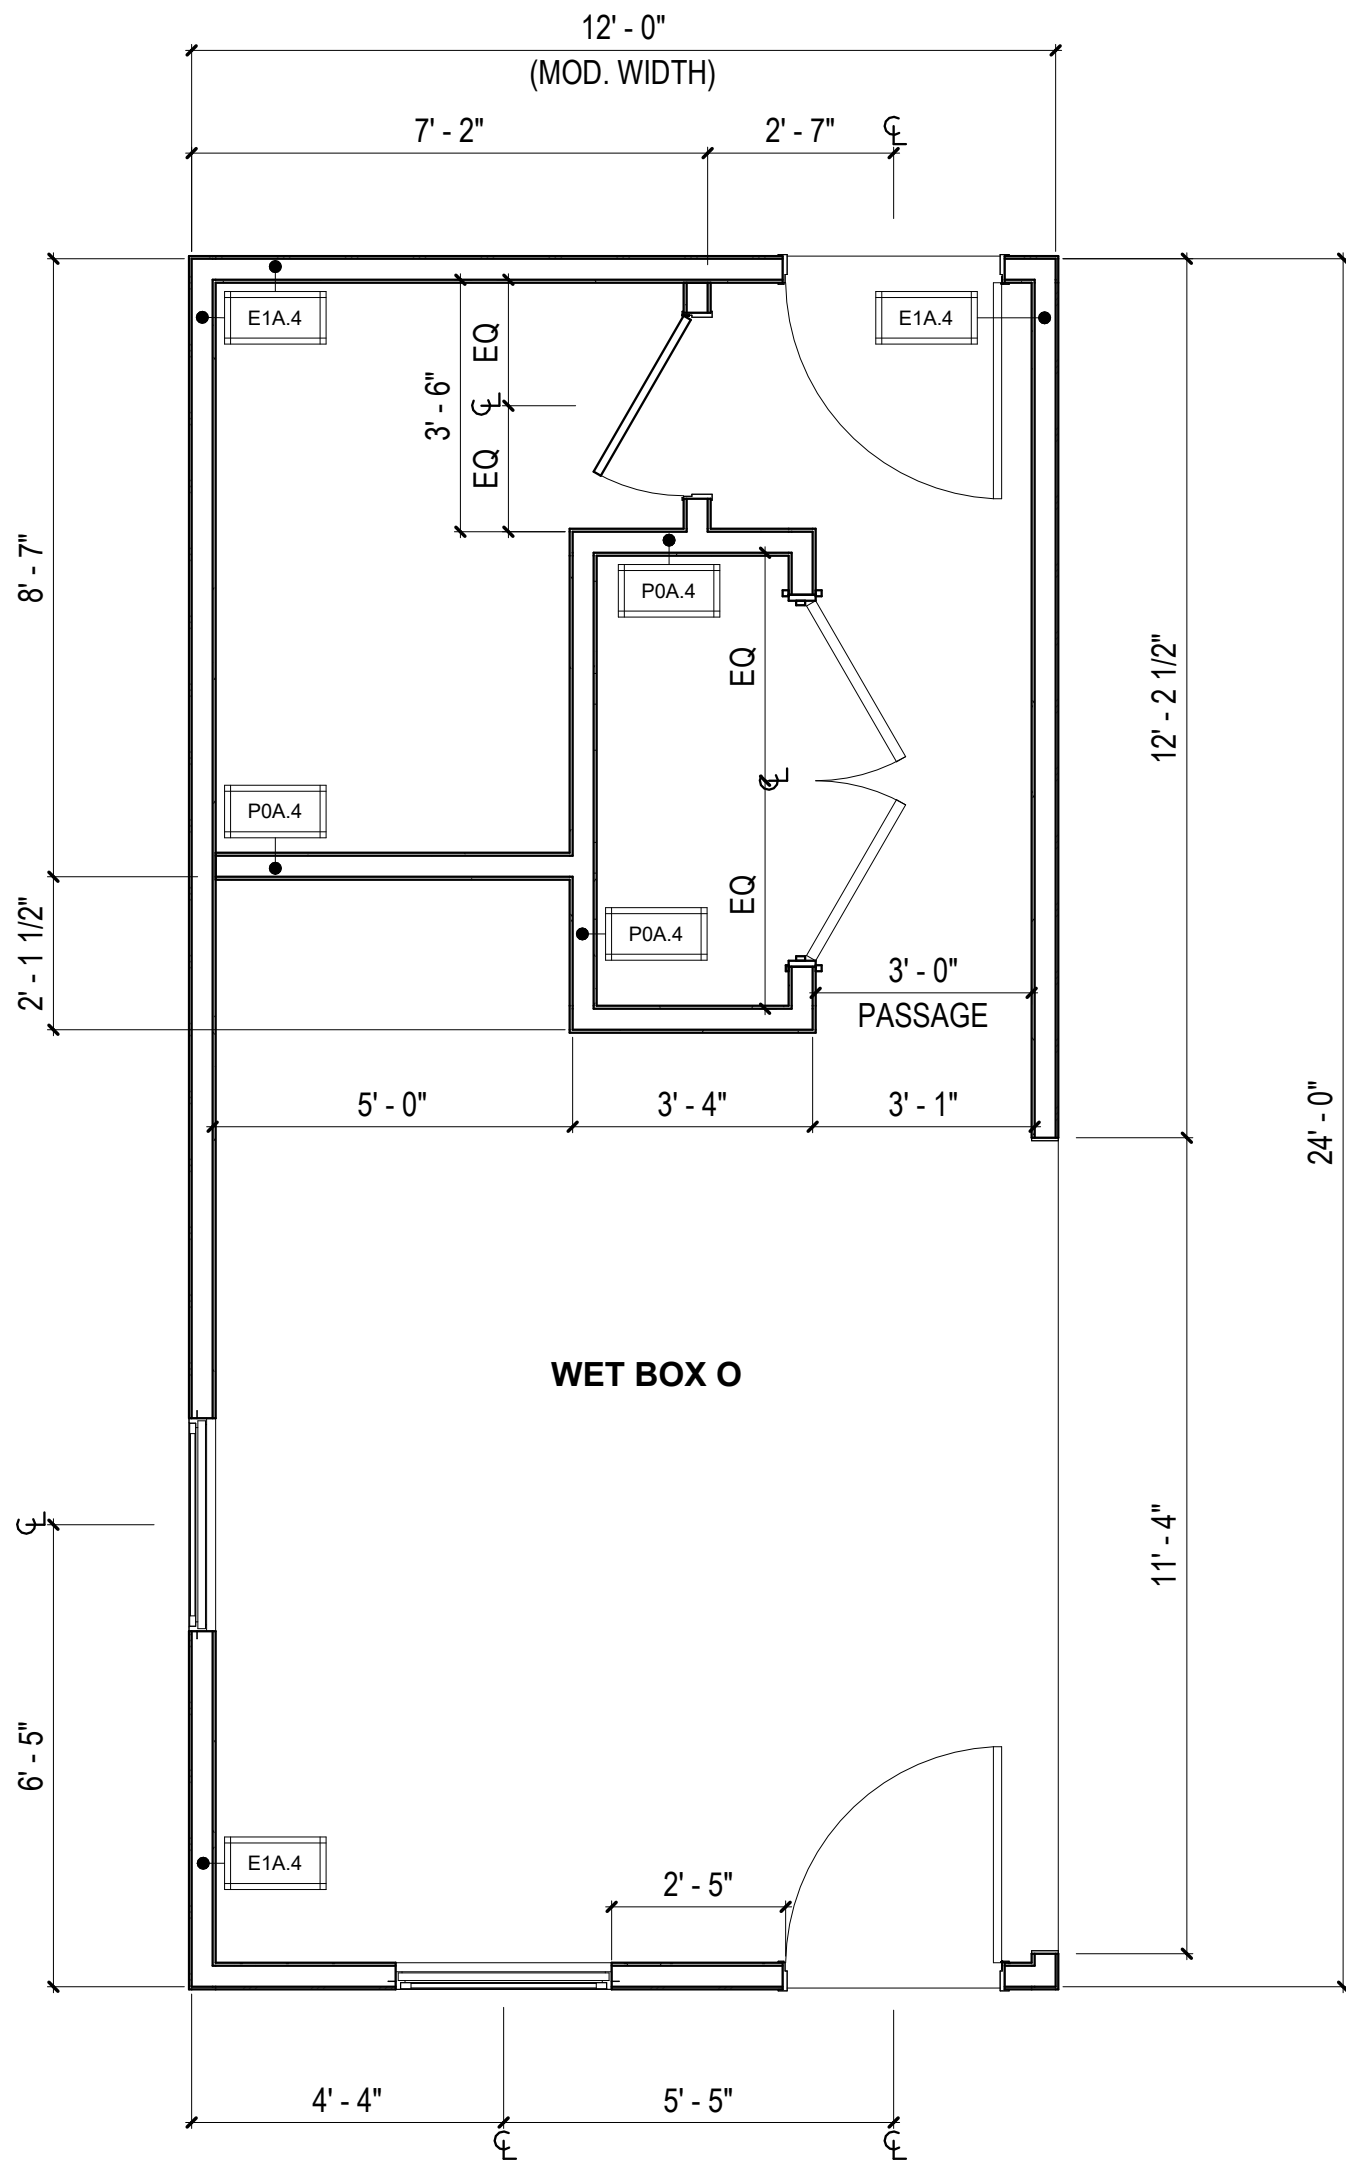 12' - 0"
(MOD. WIDTH)
7' - 2"
2' - 7"
℄
E1A.4
E1A.4
EQ
3' - 6"
℄
EQ
8' - 7"
P0A.4
EQ
12' - 2 1/2"
℄
P0A.4
EQ
2' - 1 1/2"
P0A.4
3' - 0"
PASSAGE
5' - 0"
3' - 4"
3' - 1"
24' - 0"
WET BOX O
℄
11' - 4"
6' - 5"
E1A.4
2' - 5"
4' - 4"
5' - 5"
℄
℄